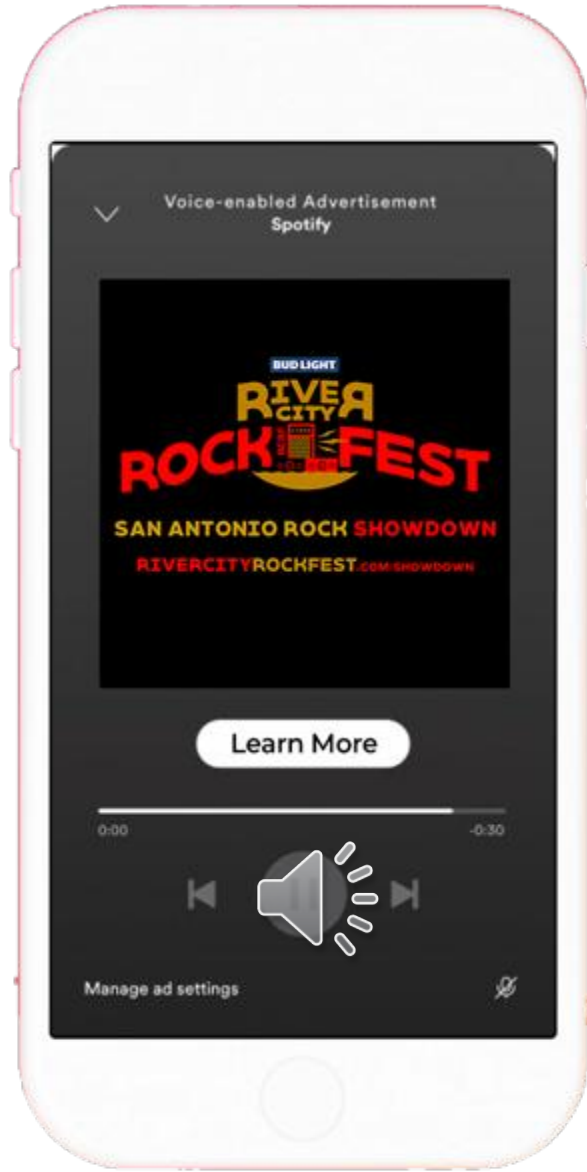 Voice-enabled Advertisement
Spotify
BUD LIGHT
RIVER
CITY
ROCK FEST
SAN ANTONIO ROCK SHOWDOWN
RIVERCITYROCKFEST.COM/SHOWDOWN
Learn More
0:00 -0:30
Manage ad settings